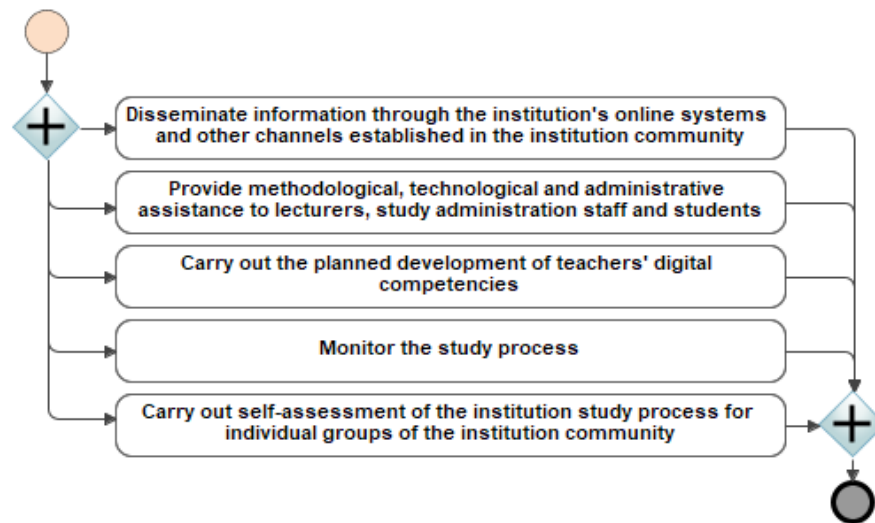 Disseminate information through the institution's online systems
and other channels established in the institution community
Provide methodological, technological and administrative
assistance to lecturers, study administration staff and students
Carry out the planned development of teachers' digital
competencies
Monitor the study process
Carry out self-assessment of the institution study process for
individual groups of the institution community